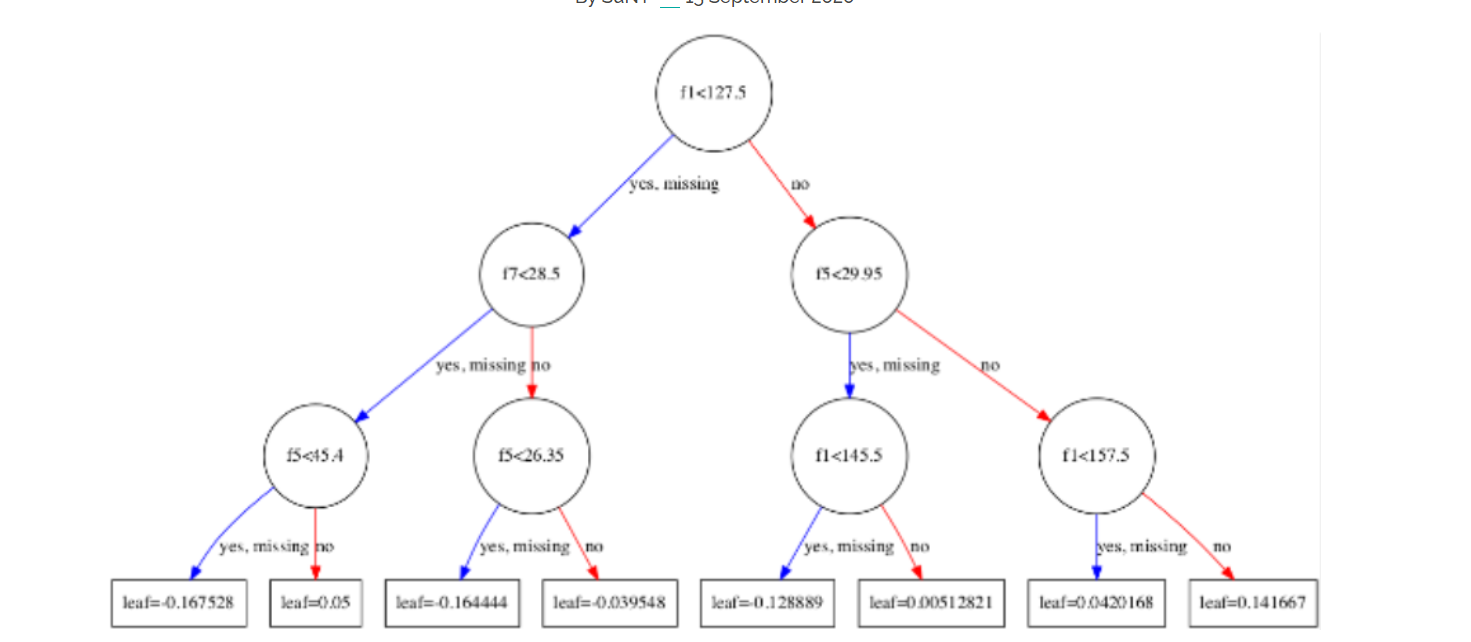 f1<127.5
yes, missing
no
f7<28.5
f5<29.95
yes, missing
no
yes, missing
no
f5<45.4
f5<26.35
f1<145.5
f1<157.5
yes, missing
no
yes, missing
no
yes, missing
no
yes, missing
no
leaf=-0.167528
leaf=0.05
leaf=-0.164444
leaf=-0.039548
leaf=-0.128889
leaf=0.00512821
leaf=0.0420168
leaf=0.141667